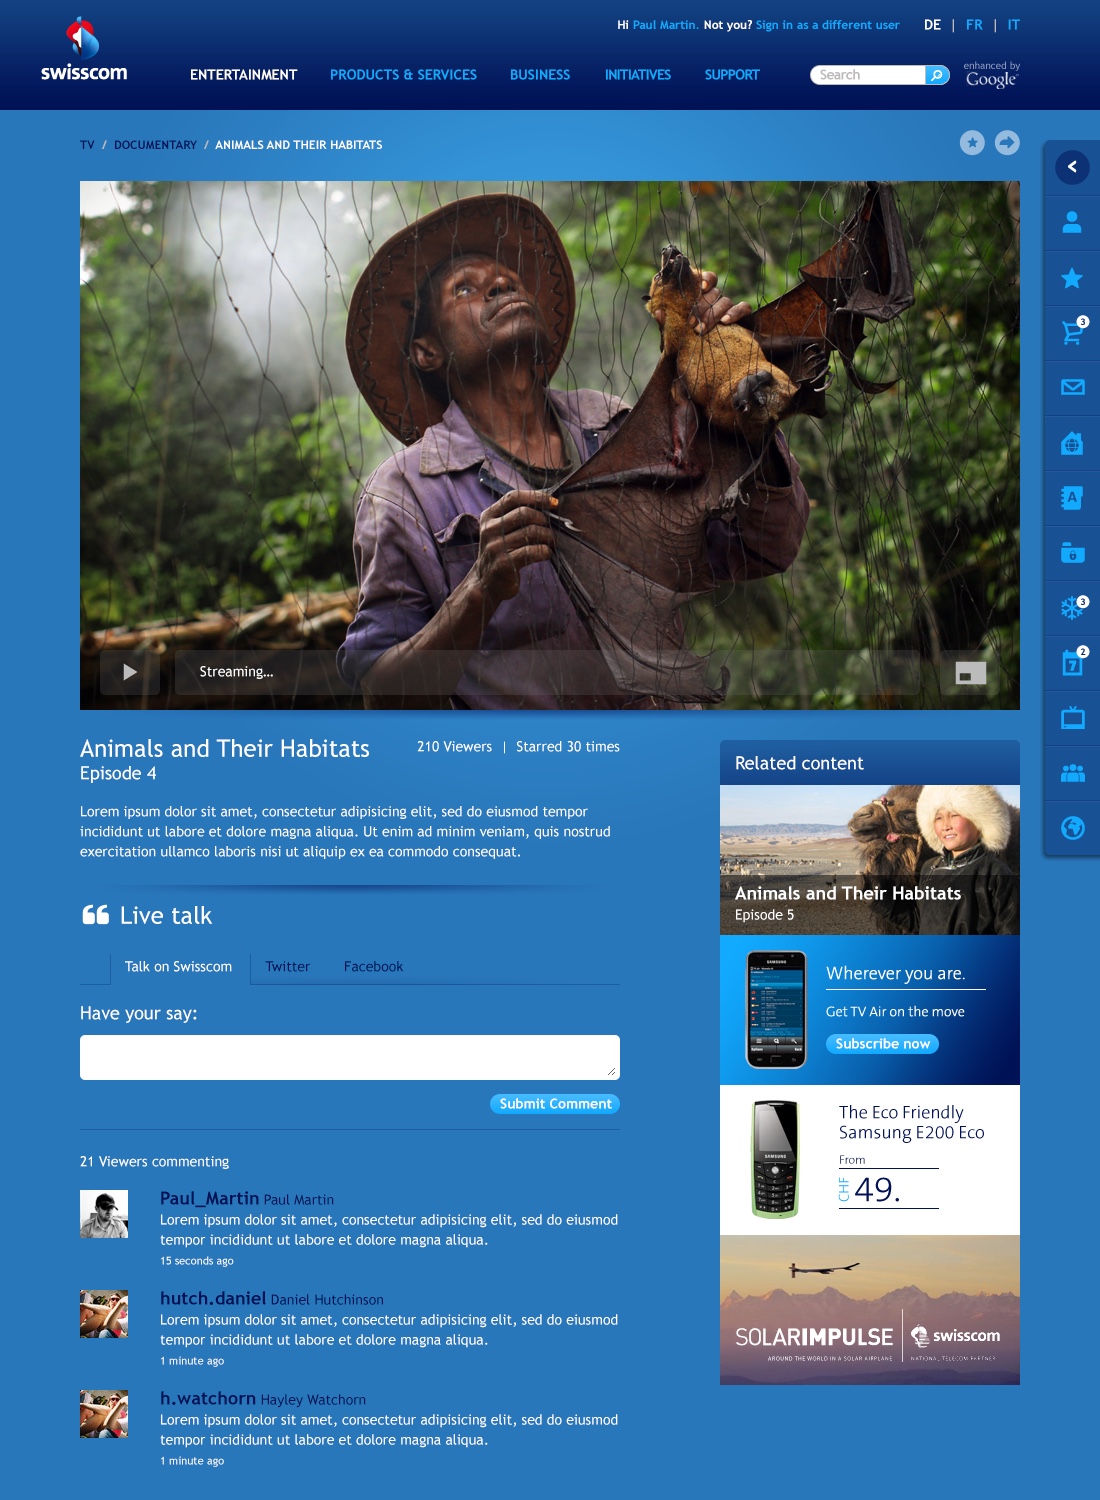 Hi Paul Martin. Not you? Sign in as a different user
DE | FR | IT
swisscom
ENTERTAINMENT
PRODUCTS & SERVICES
BUSINESS
INITIATIVES
SUPPORT
Search
enhanced by
Google
TV / DOCUMENTARY / ANIMALS AND THEIR HABITATS
3
A
3
2
7
Streaming...
Animals and Their Habitats
210 Viewers | Starred 30 times
Episode 4
Lorem ipsum dolor sit amet, consectetur adipisicing elit, sed do eiusmod tempor
incididunt ut labore et dolore magna aliqua. Ut enim ad minim veniam, quis nostrud
exercitation ullamco laboris nisi ut aliquip ex ea commodo consequat.
Live talk
Talk on Swisscom
Twitter
Facebook
Have your say:
Submit Comment
21 Viewers commenting
Paul_Martin Paul Martin
Lorem ipsum dolor sit amet, consectetur adipisicing elit, sed do eiusmod
tempor incididunt ut labore et dolore magna aliqua.
15 seconds ago
hutch.daniel Daniel Hutchinson
Lorem ipsum dolor sit amet, consectetur adipisicing elit, sed do eiusmod
tempor incididunt ut labore et dolore magna aliqua.
1 minute ago
h.watchorn Hayley Watchorn
Lorem ipsum dolor sit amet, consectetur adipisicing elit, sed do eiusmod
tempor incididunt ut labore et dolore magna aliqua.
1 minute ago
Related content
Animals and Their Habitats
Episode 5
SAMSUNG
Wherever you are.
Get TV Air on the move
Subscribe now
SAMSUNG
The Eco Friendly
Samsung E200 Eco
From
CHF 49.
SOLARIMPULSE
AROUND THE WORLD IN A SOLAR AIRPLANE
swisscom
NATIONAL TELECOM PARTNER